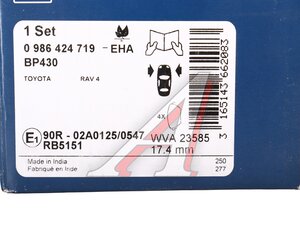 1 Set
0 986 424 719 - EHA
BP430
TOYOTA RAV 4
4X
E1 90R - 02A0125/0547 WVA 23585
RB5151 17.4 mm
Made in India 250
Fabriqué en Inde 277
3 165143 662083